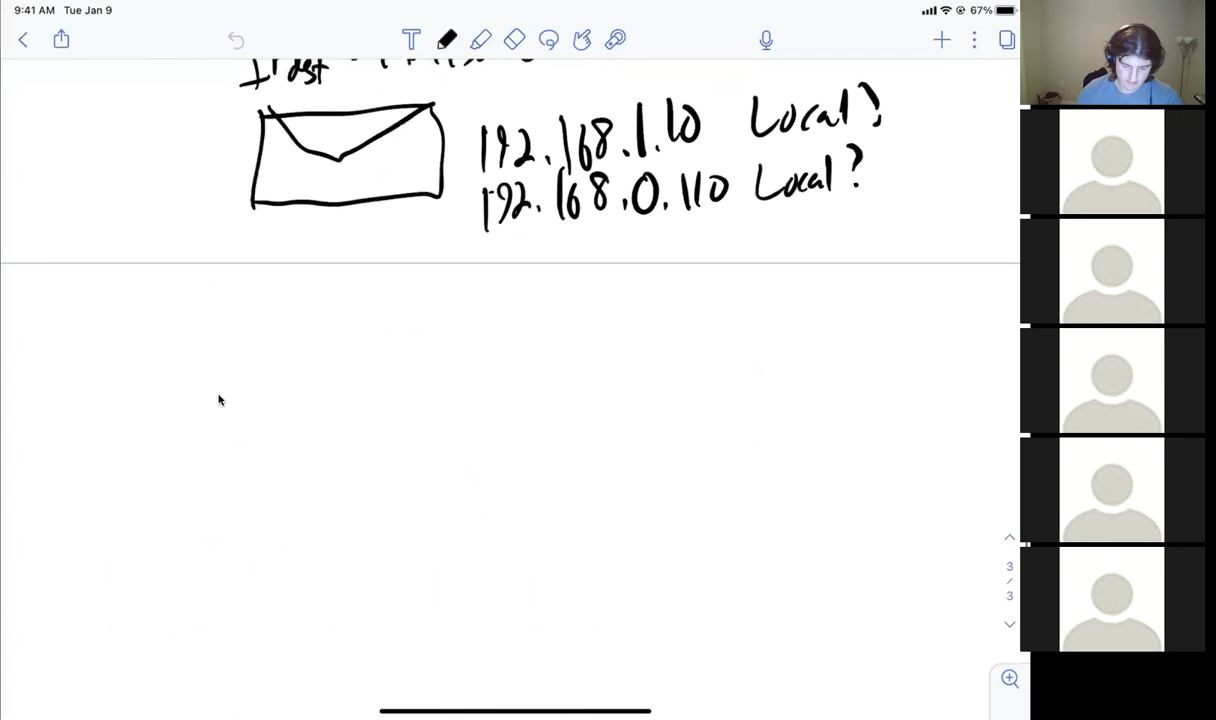 9:41 AM Tue Jan 9
67%
192.168.1.10 Local?
192.168.0.110 Local?
3
/
3